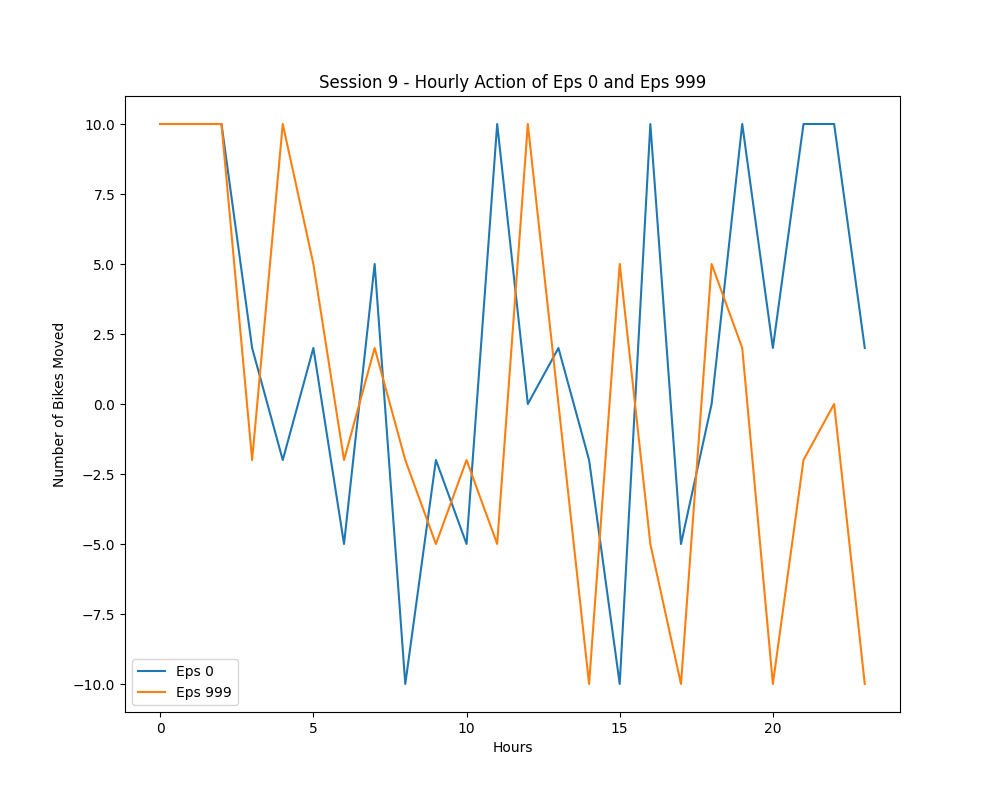 Session 9 - Hourly Action of Eps 0 and Eps 999
Number of Bikes Moved
10.0
7.5
5.0
2.5
0.0
−2.5
−5.0
−7.5
−10.0
Eps 0
Eps 999
0
5
10
15
20
Hours